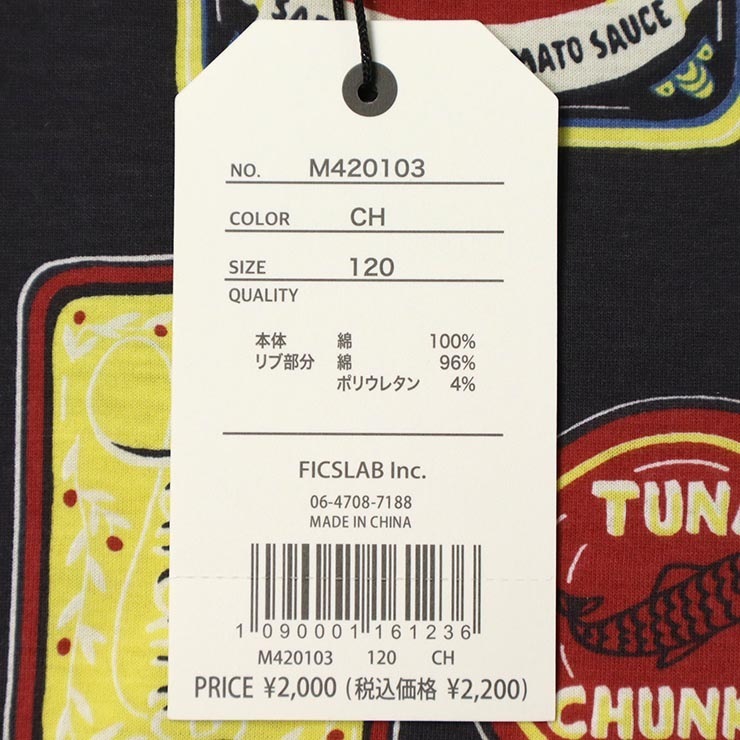 TOMATO SAUCE
NO. M420103
COLOR CH
SIZE 120
QUALITY
本体 綿 100%
リブ部分 綿 96%
ポリウレタン 4%
FICSLAB Inc.
06-4708-7188
MADE IN CHINA
1 090001 161236
M420103 120 CH
PRICE ¥2,000 (税込価格 ¥2,200)
TUNA
CHUNK